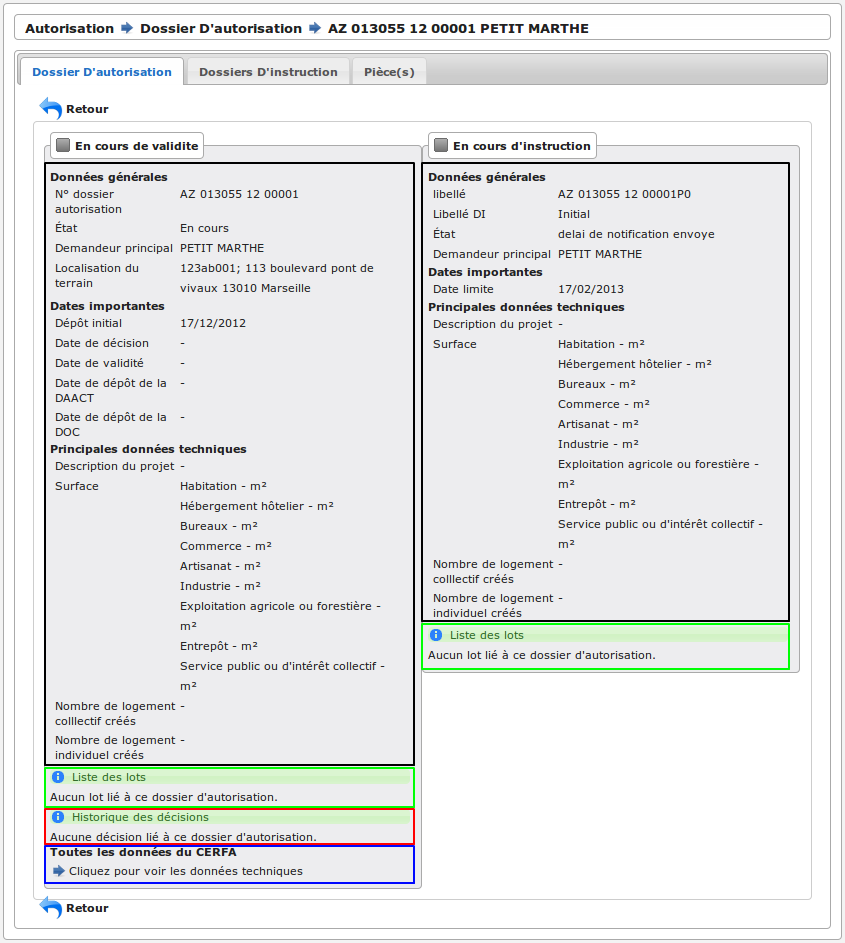 Autorisation Dossier D'autorisation AZ 013055 12 00001 PETIT MARTHE
Dossier D'autorisation Dossiers D'instruction Pièce(s)
Retour
En cours de validite
Données générales
N° dossier AZ 013055 12 00001
autorisation
État En cours
Demandeur principal PETIT MARTHE
Localisation du 123ab001; 113 boulevard pont de
terrain vivaux 13010 Marseille
Dates importantes
Dépôt initial 17/12/2012
Date de décision -
Date de validité -
Date de dépôt de la -
DAACT
Date de dépôt de la -
DOC
Principales données techniques
Description du projet -
Surface Habitation - m²
Hébergement hôtelier - m²
Bureaux - m²
Commerce - m²
Artisanat - m²
Industrie - m²
Exploitation agricole ou forestière -
m²
Entrepôt - m²
Service public ou d'intérêt collectif -
m²
Nombre de logement -
colllectif créés
Nombre de logement -
individuel créés
Liste des lots
Aucun lot lié à ce dossier d'autorisation.
Historique des décisions
Aucune décision lié à ce dossier d'autorisation.
Toutes les données du CERFA
Cliquez pour voir les données techniques
En cours d'instruction
Données générales
libellé AZ 013055 12 00001P0
Libellé DI Initial
État delai de notification envoye
Demandeur principal PETIT MARTHE
Dates importantes
Date limite 17/02/2013
Principales données techniques
Description du projet -
Surface Habitation - m²
Hébergement hôtelier - m²
Bureaux - m²
Commerce - m²
Artisanat - m²
Industrie - m²
Exploitation agricole ou forestière -
m²
Entrepôt - m²
Service public ou d'intérêt collectif -
m²
Nombre de logement -
colllectif créés
Nombre de logement -
individuel créés
Liste des lots
Aucun lot lié à ce dossier d'autorisation.
Retour